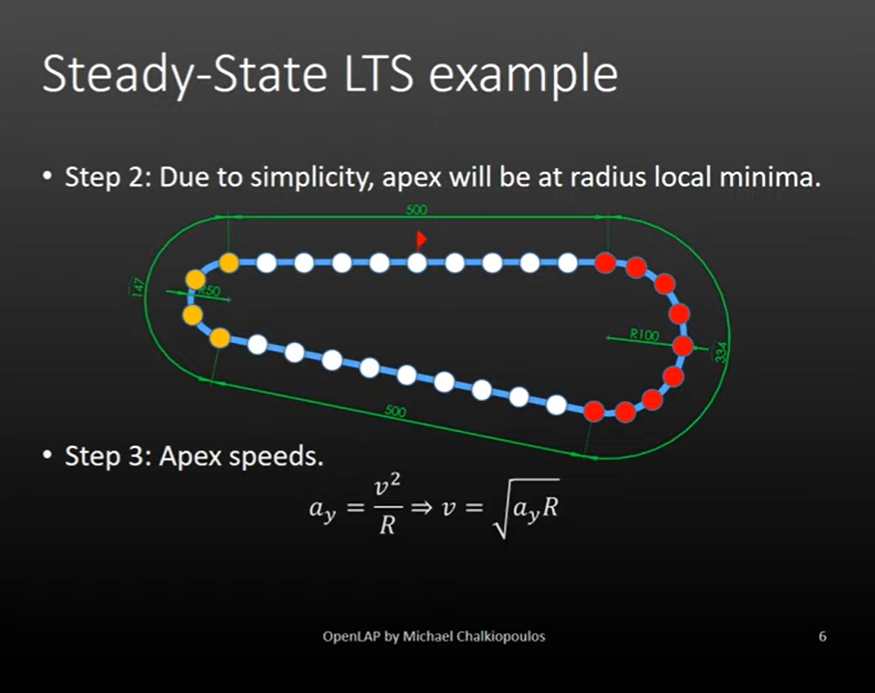 Steady-State LTS example
• Step 2: Due to simplicity, apex will be at radius local minima.
500
147
R50
R100
334
500
• Step 3: Apex speeds.
a_y = v²/R ⇒ v = √(a_y R)
OpenLAP by Michael Chalkiopoulos
6